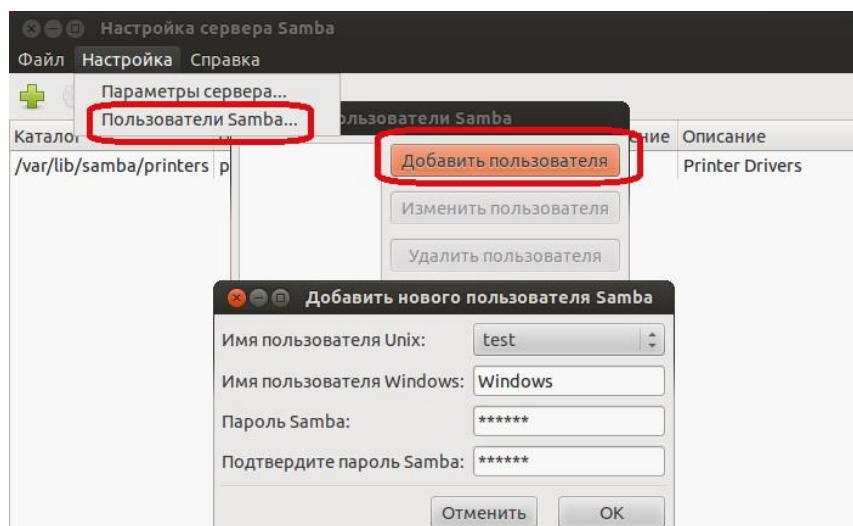 Настройка сервера Samba
Файл Настройка Справка
Параметры сервера...
Пользователи Samba...
Samba
Добавить пользователя
Каталог
Описание
/var/lib/samba/printers
Printer Drivers
Изменить пользователя
Удалить пользователя
Добавить нового пользователя Samba
Имя пользователя Unix: test
Имя пользователя Windows: Windows
Пароль Samba: ******
Подтвердите пароль Samba: ******
Отменить OK